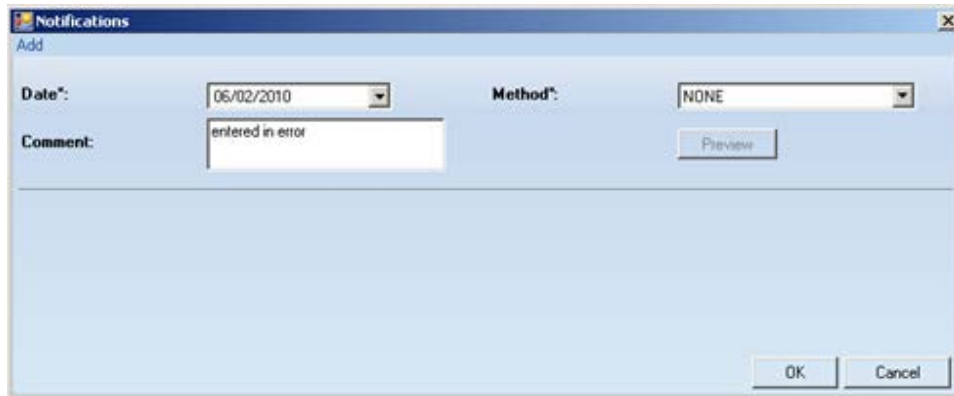 Notifications
Add
Date*: 06/02/2010 Method*: NONE
Comment: entered in error Preview
OK Cancel